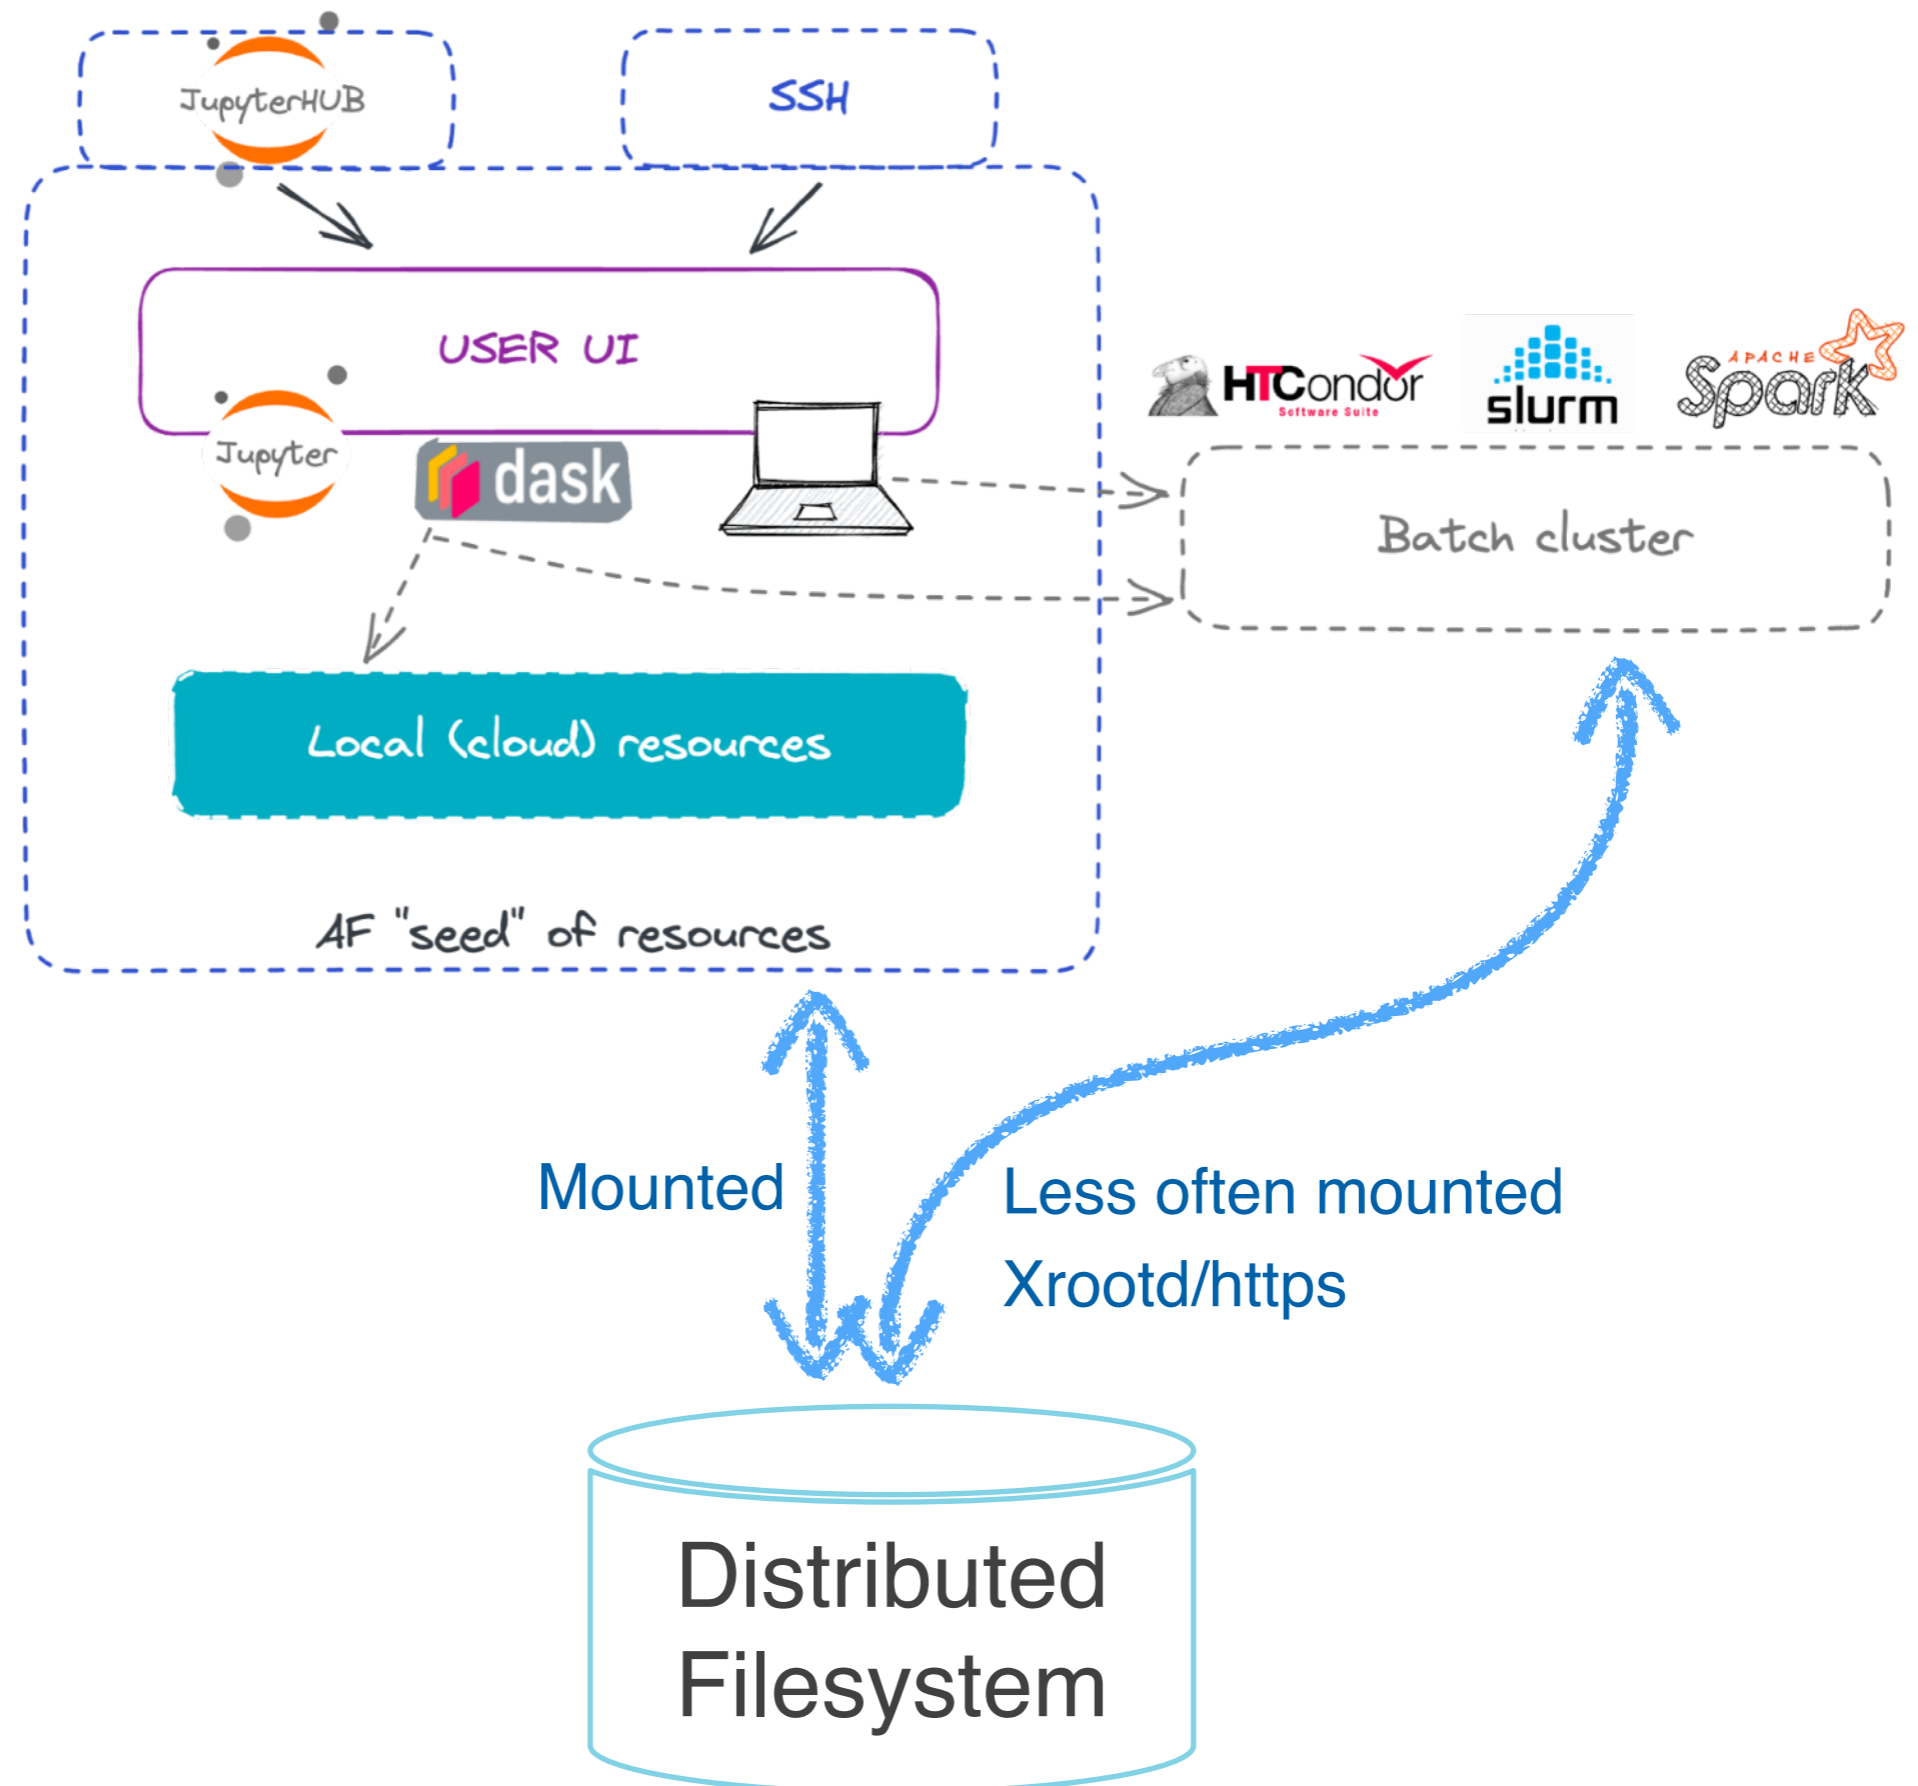 JupyterHUB
SSH
USER UI
Jupyter
dask
HTCondor
Software Suite
slurm
APACHE
Spark
Batch cluster
Local (cloud) resources
AF "seed" of resources
Mounted
Less often mounted
Xrootd/https
Distributed
Filesystem